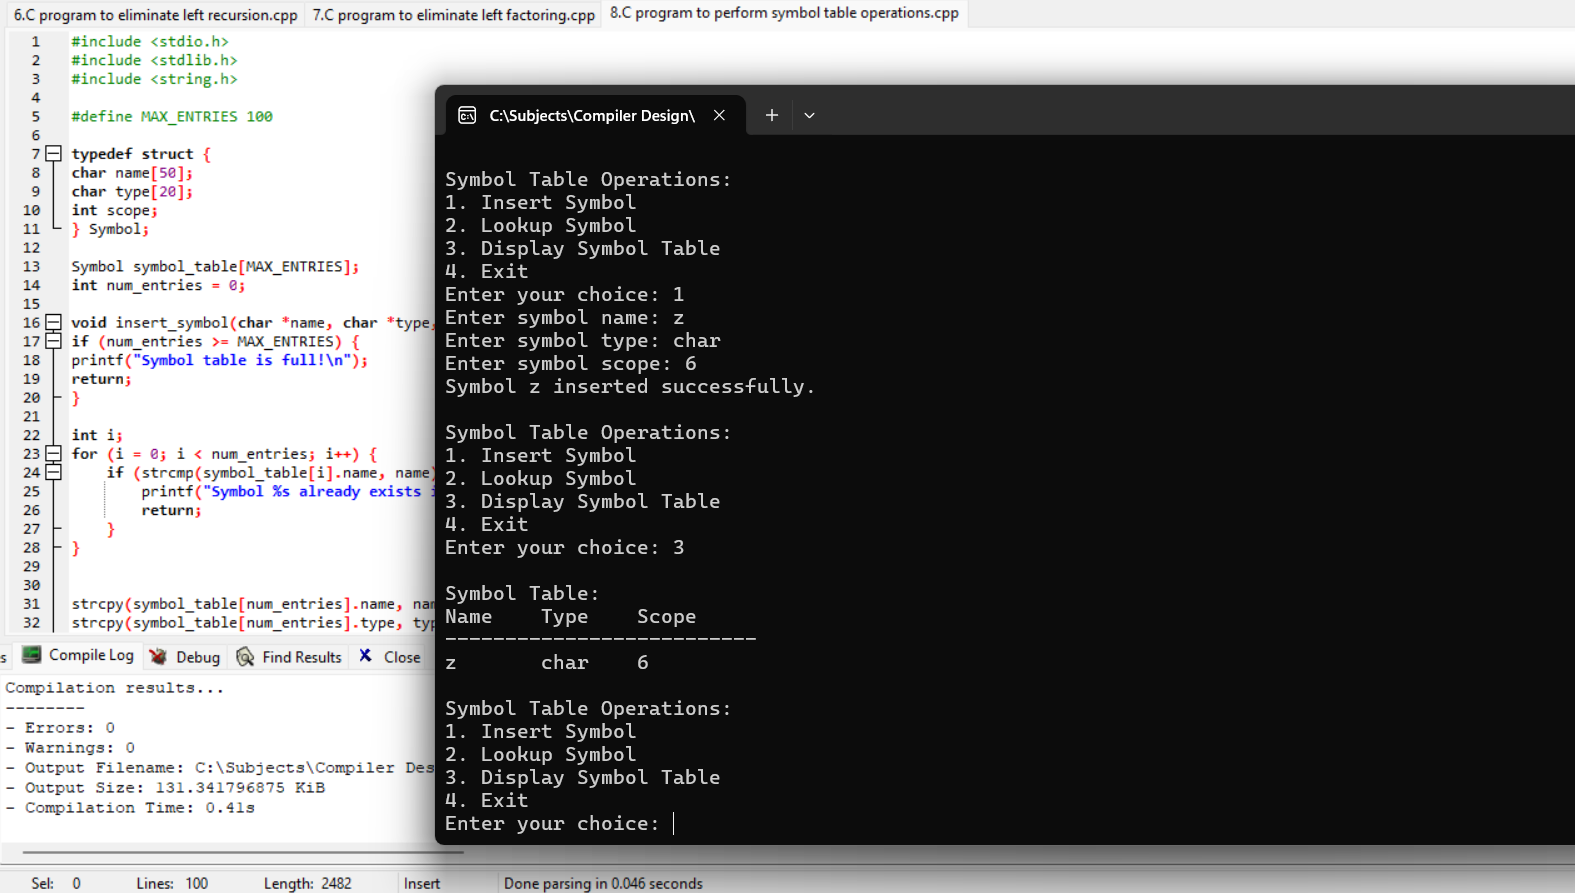 6.C program to eliminate left recursion.cpp 7.C program to eliminate left factoring.cpp 8.C program to perform symbol table operations.cpp
1 #include <stdio.h>
2 #include <stdlib.h>
3 #include <string.h>
4
5 #define MAX_ENTRIES 100
6
7 typedef struct {
8 char name[50];
9 char type[20];
10 int scope;
11 } Symbol;
12
13 Symbol symbol_table[MAX_ENTRIES];
14 int num_entries = 0;
15
16 void insert_symbol(char *name, char *type,
17 if (num_entries >= MAX_ENTRIES) {
18 printf("Symbol table is full!\n");
19 return;
20 }
21
22 int i;
23 for (i = 0; i < num_entries; i++) {
24 if (strcmp(symbol_table[i].name, name)
25 printf("Symbol %s already exists i
26 return;
27 }
28 }
29
30
31 strcpy(symbol_table[num_entries].name, nam
32 strcpy(symbol_table[num_entries].type, typ
s Compile Log Debug Find Results Close
Compilation results...
--------
- Errors: 0
- Warnings: 0
- Output Filename: C:\Subjects\Compiler Des
- Output Size: 131.341796875 KiB
- Compilation Time: 0.41s
Sel: 0 Lines: 100 Length: 2482 Insert Done parsing in 0.046 seconds
C:\Subjects\Compiler Design\
Symbol Table Operations:
1. Insert Symbol
2. Lookup Symbol
3. Display Symbol Table
4. Exit
Enter your choice: 1
Enter symbol name: z
Enter symbol type: char
Enter symbol scope: 6
Symbol z inserted successfully.
Symbol Table Operations:
1. Insert Symbol
2. Lookup Symbol
3. Display Symbol Table
4. Exit
Enter your choice: 3
Symbol Table:
Name Type Scope
--------------------------
z char 6
Symbol Table Operations:
1. Insert Symbol
2. Lookup Symbol
3. Display Symbol Table
4. Exit
Enter your choice: